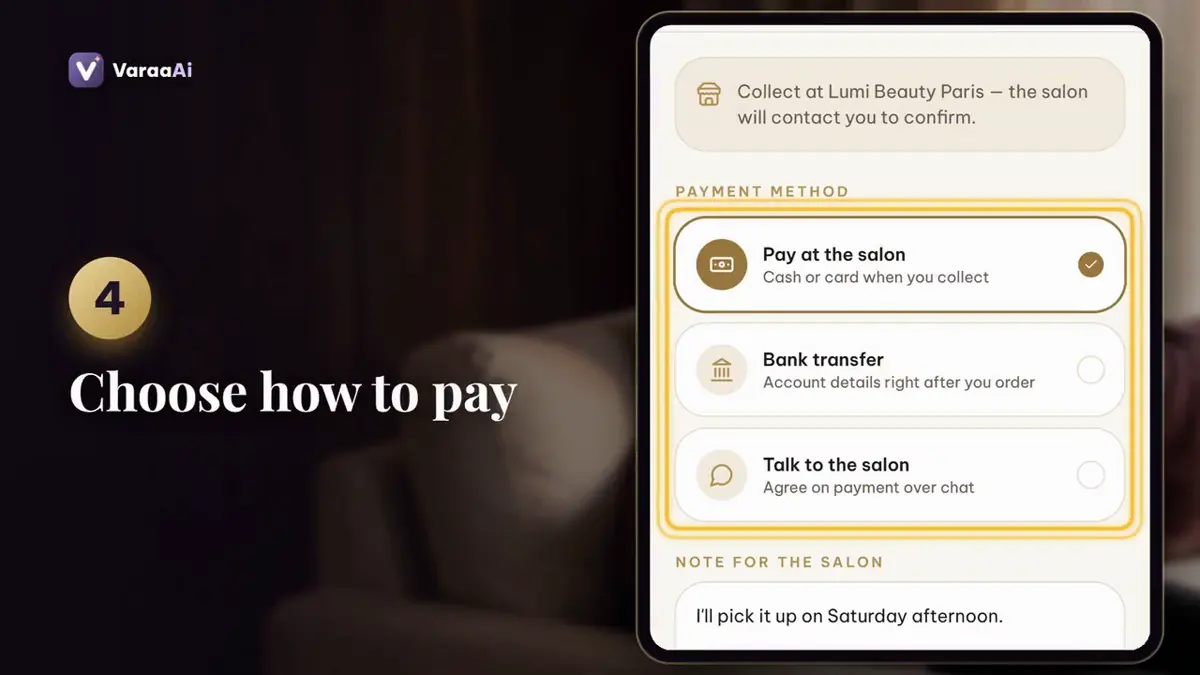 VaraaAi
4
Choose how to pay
Collect at Lumi Beauty Paris — the salon
will contact you to confirm.
PAYMENT METHOD
Pay at the salon
Cash or card when you collect
Bank transfer
Account details right after you order
Talk to the salon
Agree on payment over chat
NOTE FOR THE SALON
I'll pick it up on Saturday afternoon.